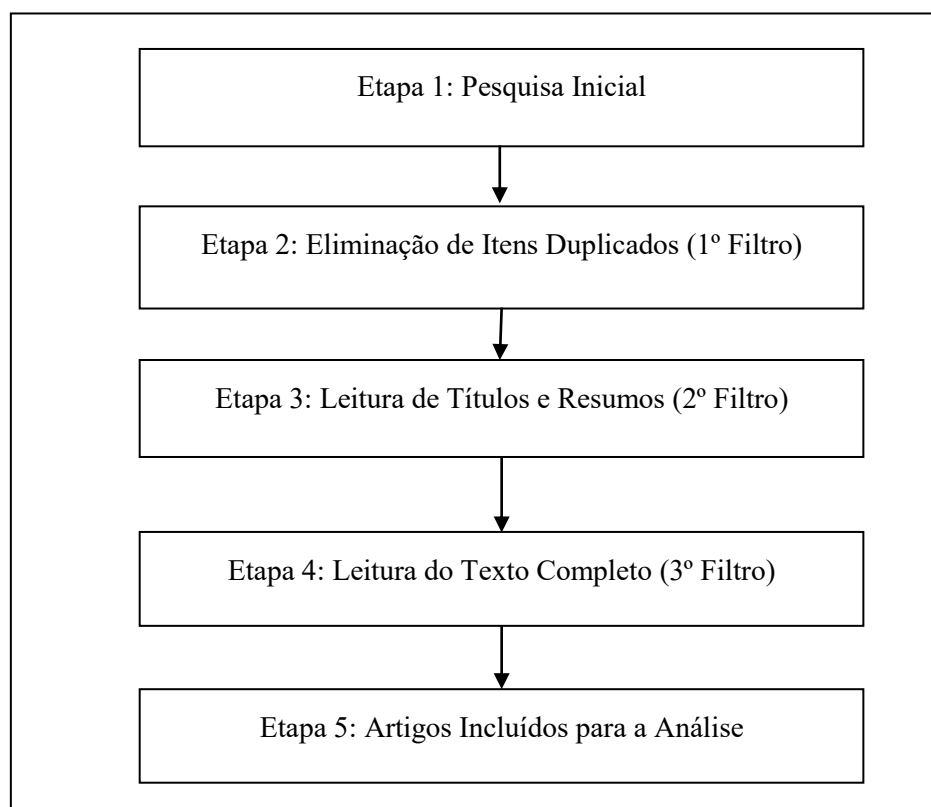 Etapa 1: Pesquisa Inicial
Etapa 2: Eliminação de Itens Duplicados (1º Filtro)
Etapa 3: Leitura de Títulos e Resumos (2º Filtro)
Etapa 4: Leitura do Texto Completo (3º Filtro)
Etapa 5: Artigos Incluídos para a Análise